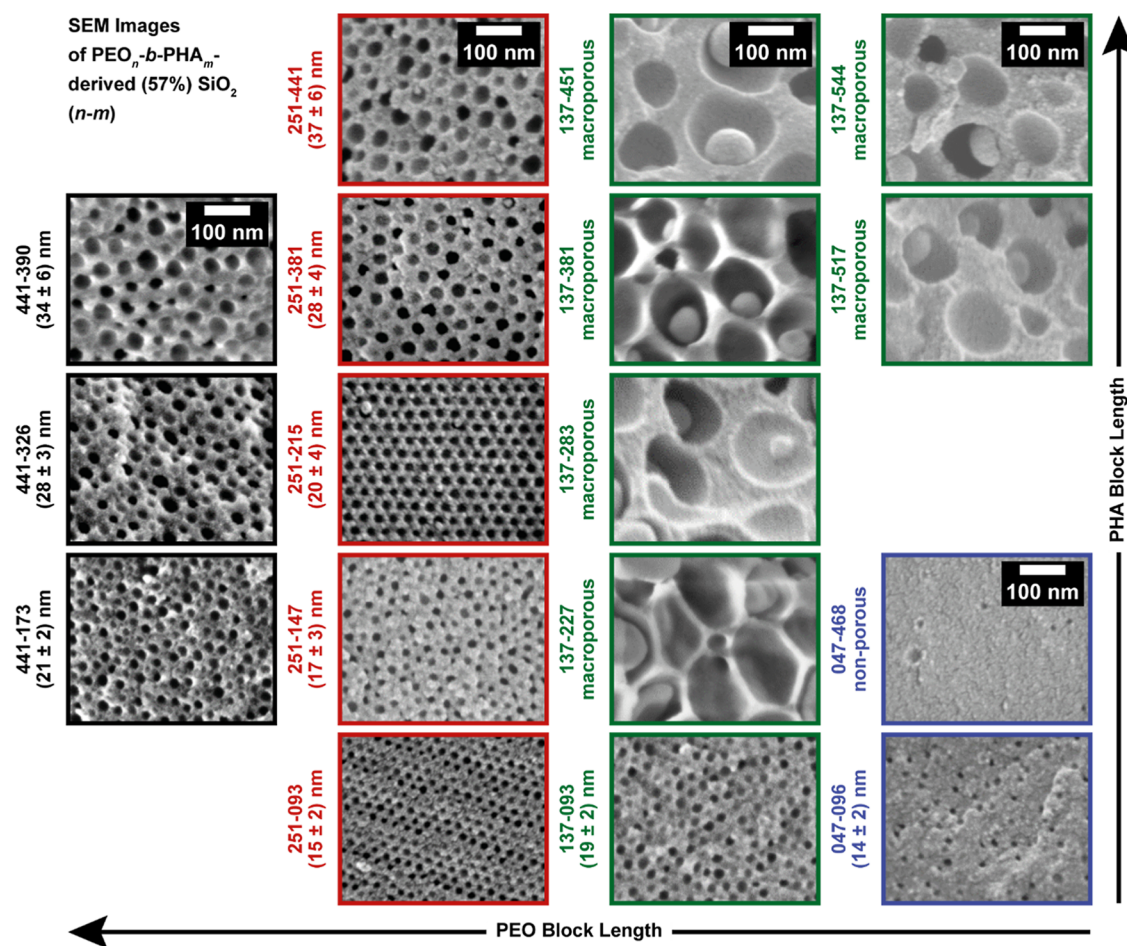 SEM Images
of PEOn-b-PHAm-
derived (57%) SiO2
(n-m)
251-441
(37 ± 6) nm
100 nm
137-451
macroporous
100 nm
137-544
macroporous
100 nm
441-390
(34 ± 6) nm
100 nm
251-381
(28 ± 4) nm
137-381
macroporous
137-517
macroporous
441-326
(28 ± 3) nm
251-215
(20 ± 4) nm
137-283
macroporous
441-173
(21 ± 2) nm
251-147
(17 ± 3) nm
137-227
macroporous
047-468
non-porous
100 nm
251-093
(15 ± 2) nm
137-093
(19 ± 2) nm
047-096
(14 ± 2) nm
PHA Block Length
PEO Block Length